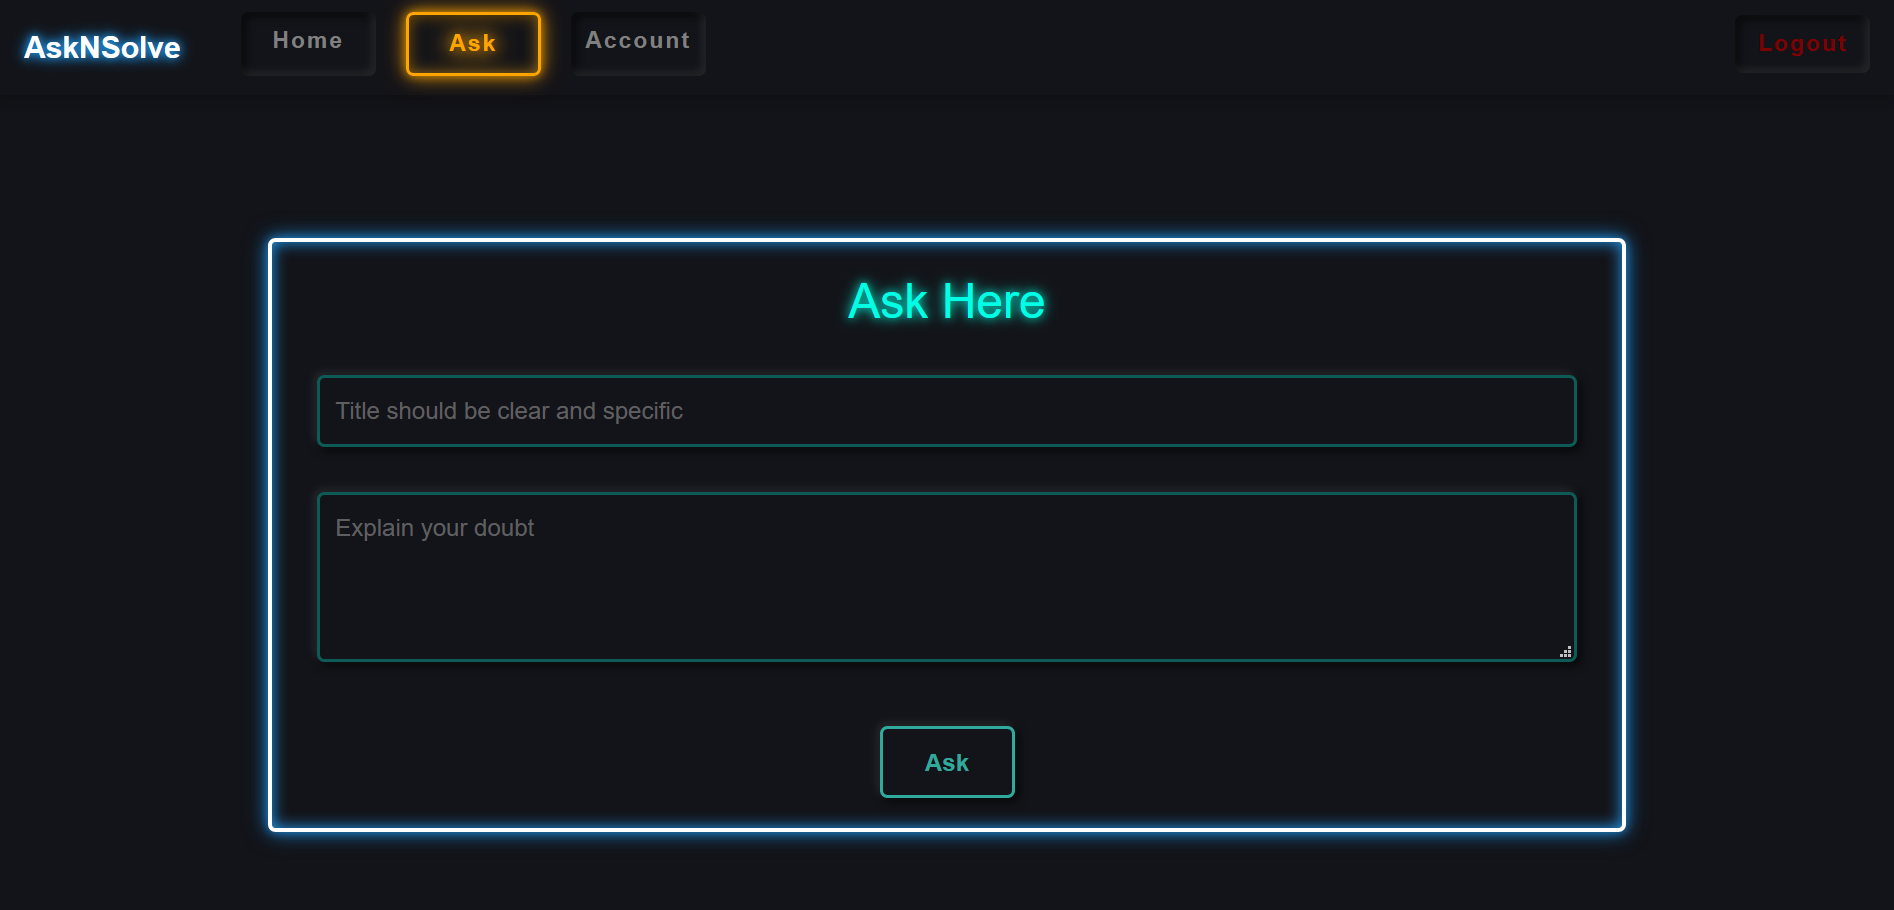 AskNSolve Home Ask Account Logout
Ask Here
Title should be clear and specific
Explain your doubt
Ask